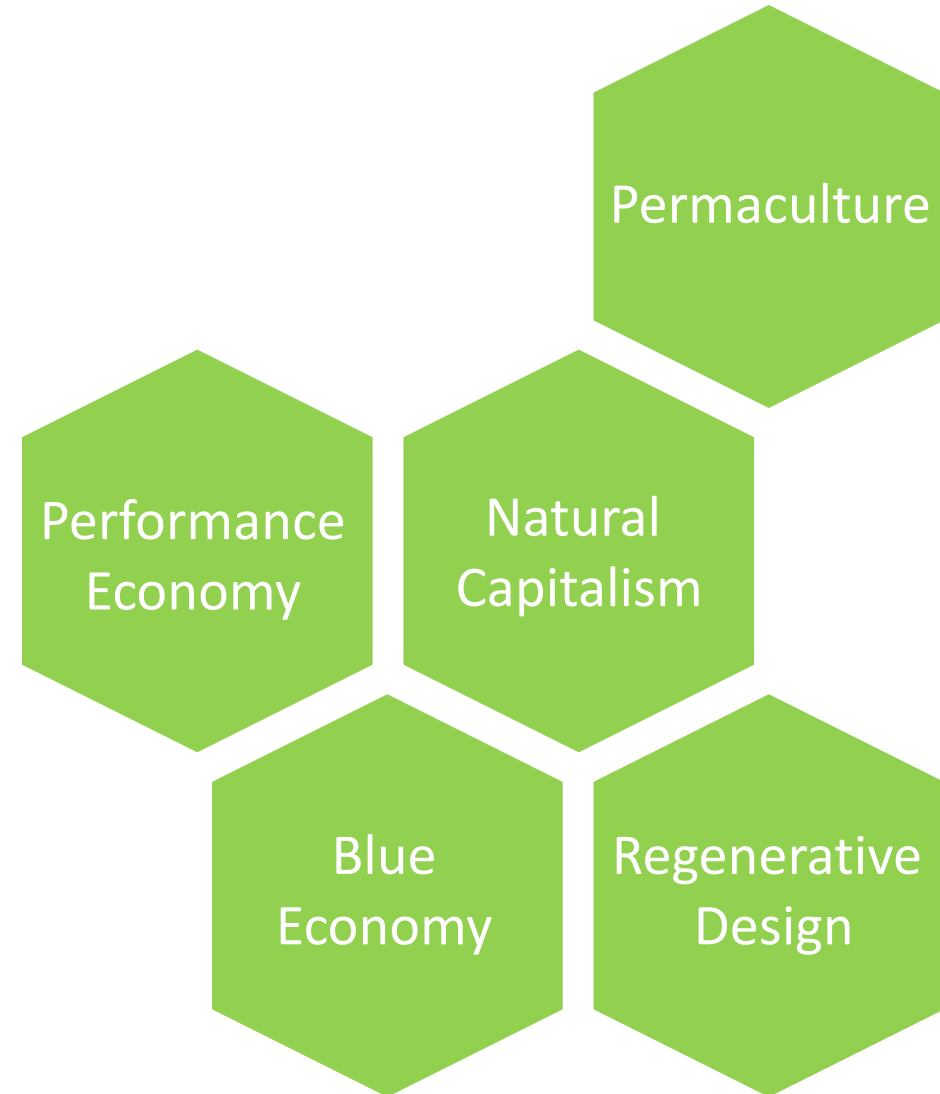 Permaculture
Performance
Economy
Natural
Capitalism
Blue
Economy
Regenerative
Design